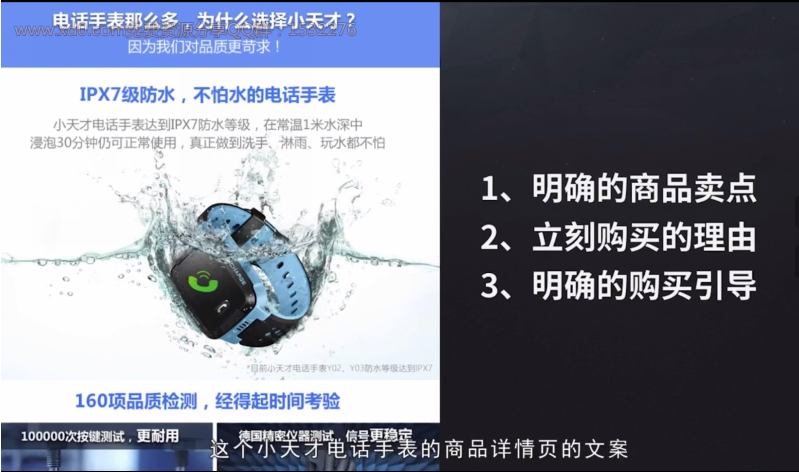 电话手表那么多，为什么选择小天才？
因为我们对品质更苛求！
IPX7级防水，不怕水的电话手表
小天才电话手表达到IPX7防水等级，在常温1米水深中
浸泡30分钟仍可正常使用，真正做到洗手、淋雨、玩水都不怕
*目前小天才电话手表Y02、Y03防水等级达到IPX7
160项品质检测，经得起时间考验
100000次按键测试，更耐用
德国精密仪器测试，信号更稳定
1、明确的商品卖点
2、立刻购买的理由
3、明确的购买引导
这个小天才电话手表的商品详情页的文案